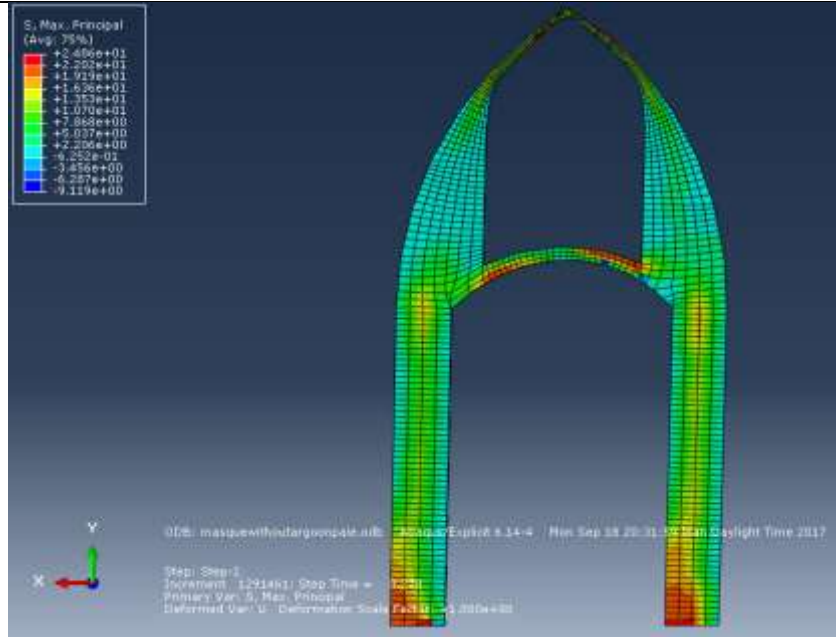 S, Max. Principal
(Avg: 75%)
+2.486e+01
+2.202e+01
+1.919e+01
+1.636e+01
+1.353e+01
+1.070e+01
+7.868e+00
+5.037e+00
+2.206e+00
-6.252e-01
-3.456e+00
-6.287e+00
-9.119e+00
Y
X
ODB: masquewithoutargoonpale.odb Abaqus/Explicit 6.14-4 Mon Sep 18 20:31: Daylight Time 2017
Step: Step-
Increment 1291461: Step Time =
Primary Var: S, Max. Principal
Deformed Var: U Deformation Scale Factor: +1.000e+00